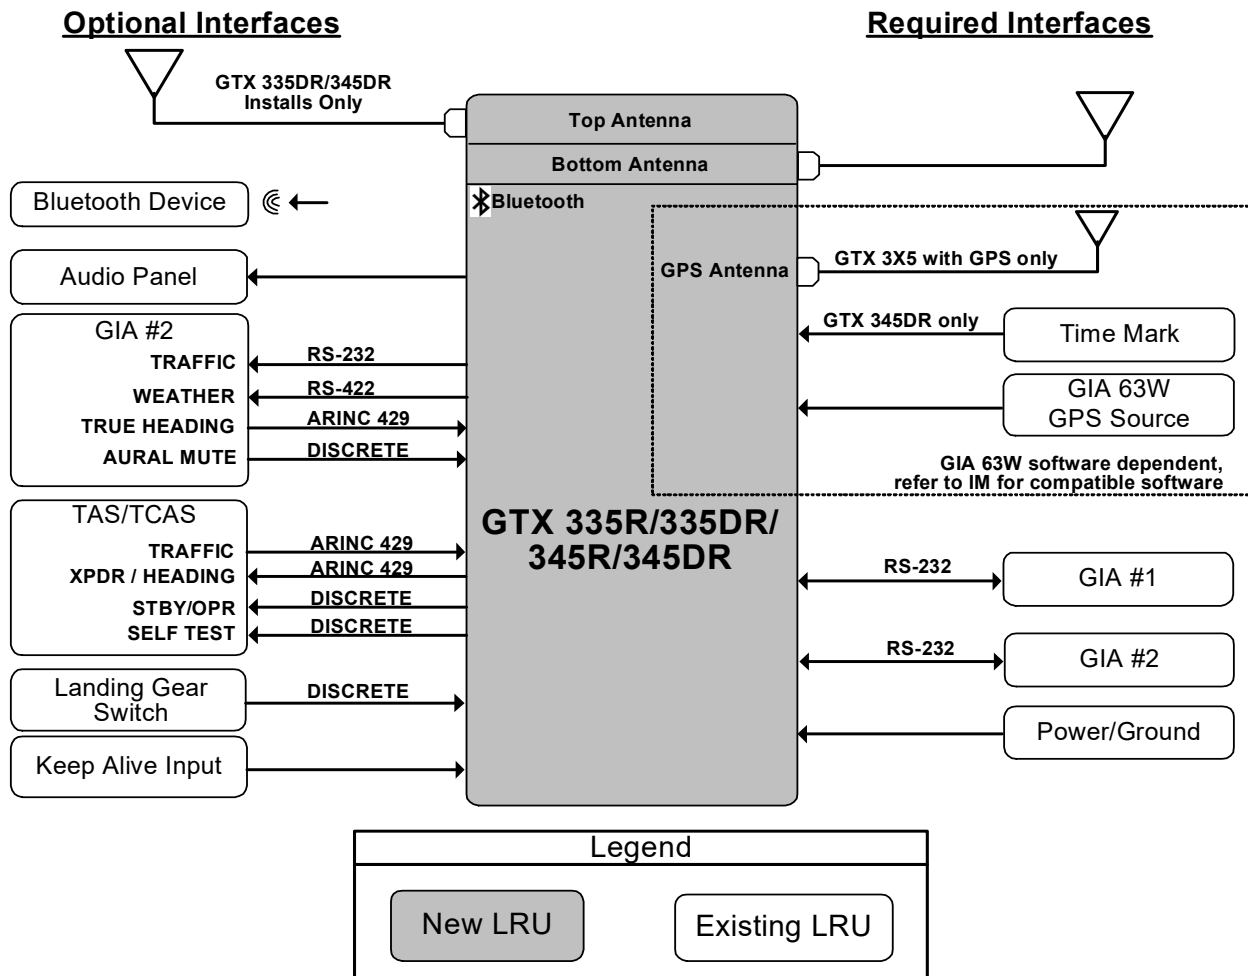 Optional Interfaces
Required Interfaces
GTX 335DR/345DR
Installs Only
Top Antenna
Bottom Antenna
Bluetooth Device
Bluetooth
Audio Panel
GPS Antenna
GTX 3X5 with GPS only
GIA #2
TRAFFIC
RS-232
WEATHER
RS-422
TRUE HEADING
ARINC 429
AURAL MUTE
DISCRETE
GTX 345DR only
Time Mark
GIA 63W
GPS Source
GIA 63W software dependent,
refer to IM for compatible software
TAS/TCAS
TRAFFIC
ARINC 429
XPDR / HEADING
ARINC 429
STBY/OPR
DISCRETE
SELF TEST
DISCRETE
GTX 335R/335DR/
345R/345DR
RS-232
GIA #1
RS-232
GIA #2
Landing Gear
Switch
DISCRETE
Power/Ground
Keep Alive Input
Legend
New LRU
Existing LRU